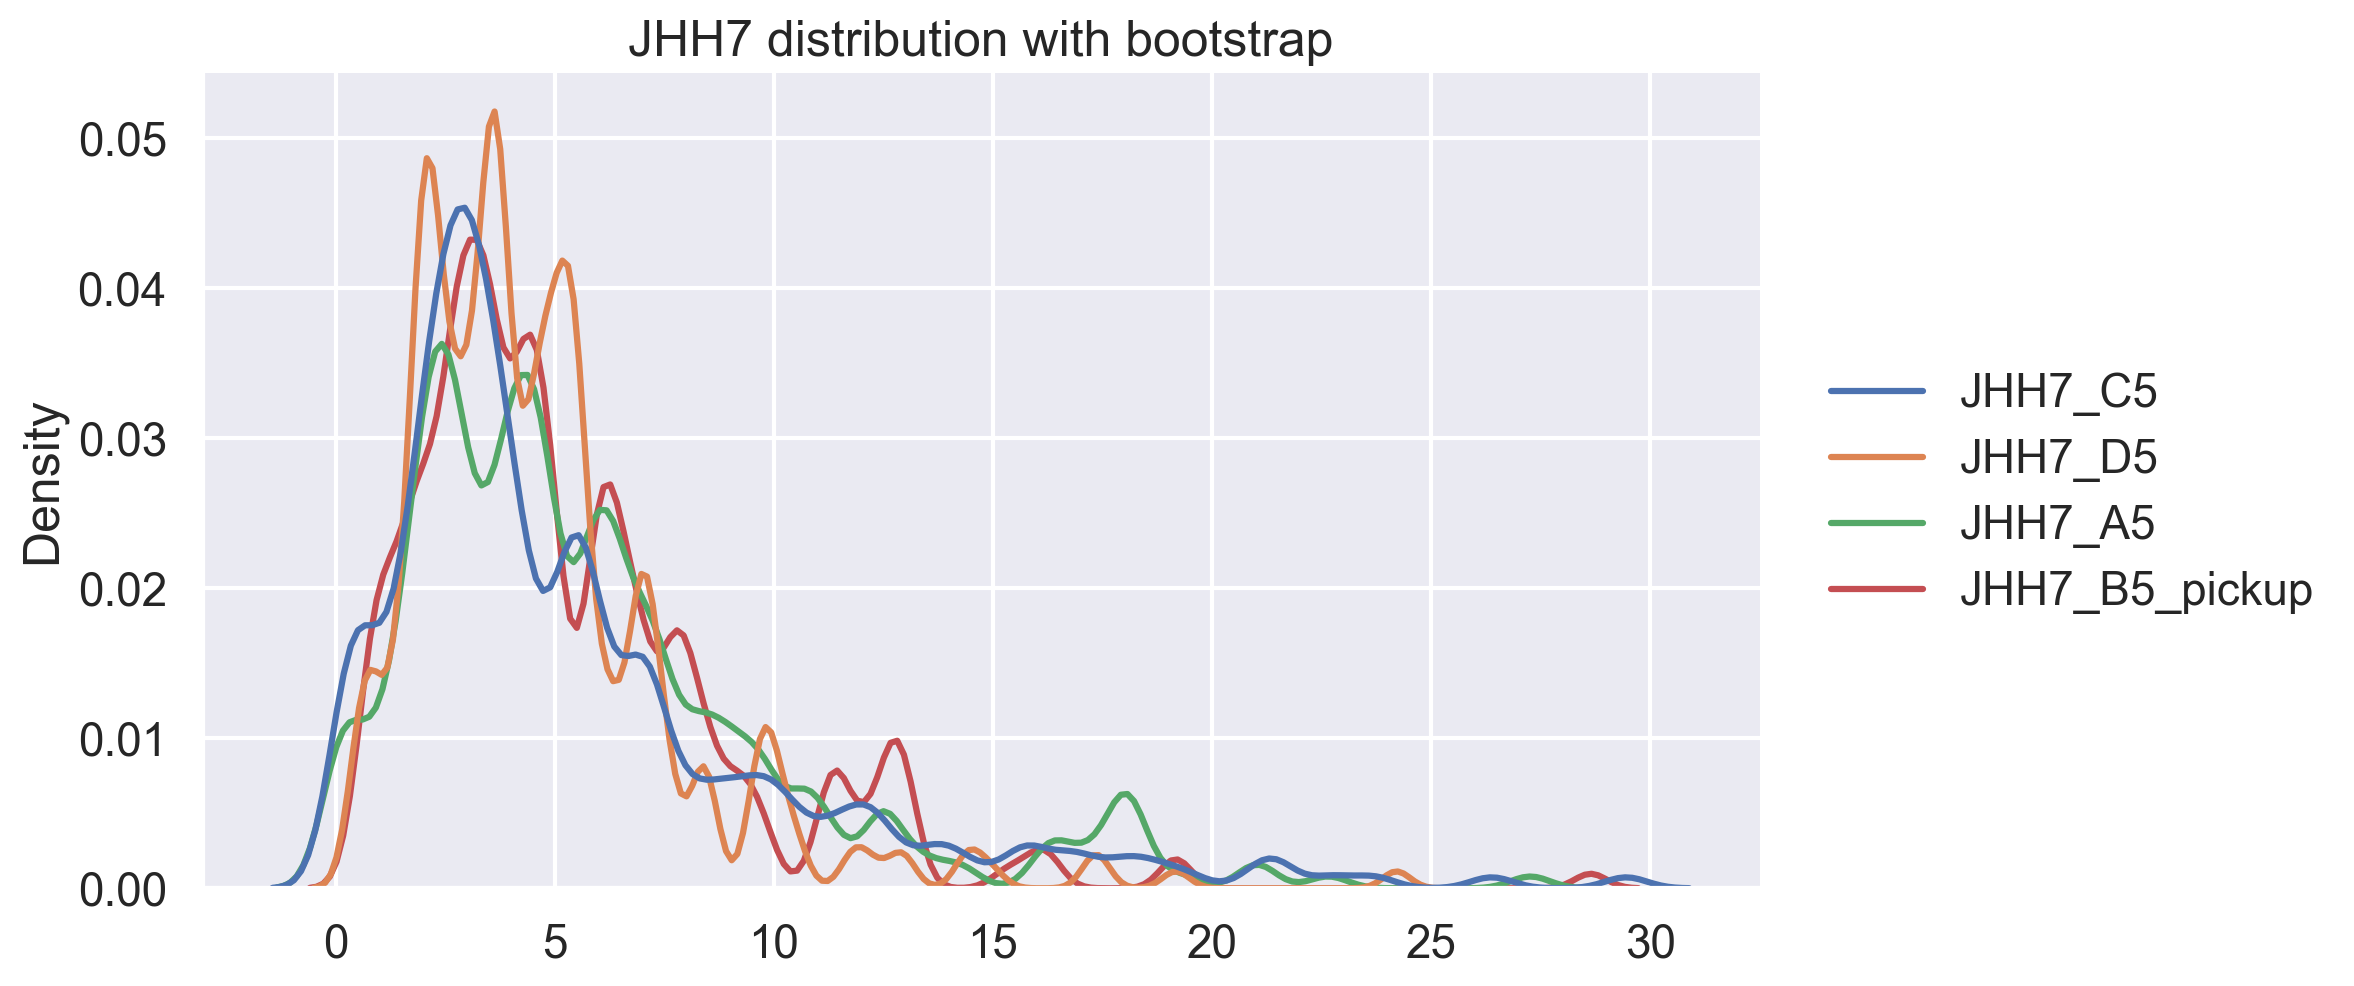 JHH7 distribution with bootstrap
Density
0.05
0.04
0.03
0.02
0.01
0.00
0 5 10 15 20 25 30
JHH7_C5
JHH7_D5
JHH7_A5
JHH7_B5_pickup